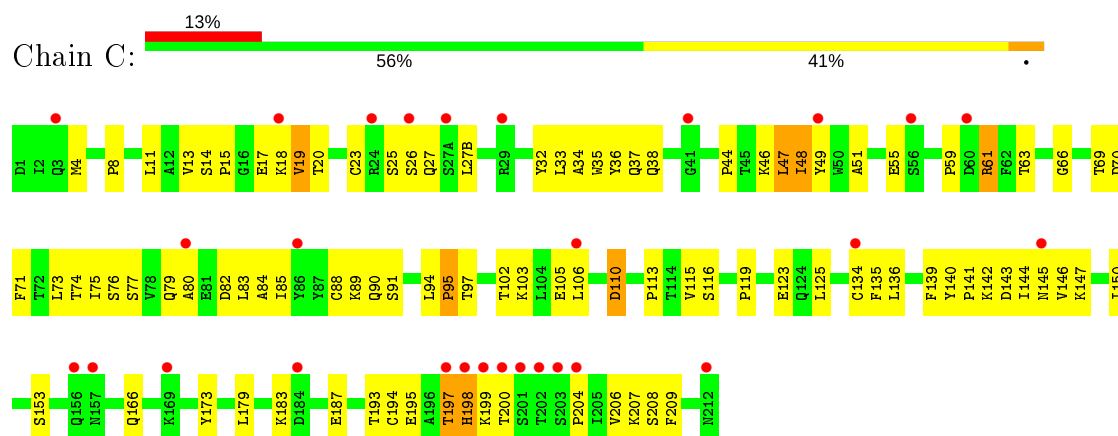 13%
Chain C:
56% 41% •
D1 I2 Q3 M4 P8 L11 A12 V13 S14 P15 G16 E17 K18 V19 T20 C23 R24 S25 S26 Q27 S27A L27B R29 Y32 L33 A34 W35 Y36 Q37 Q38 G41 P44 T45 K46 L47 I48 Y49 W50 A51 E55 S56 P59 D60 R61 F62 T63 G66 T69 D70
F71 T72 L73 T74 I75 S76 S77 V78 Q79 A80 E81 D82 L83 A84 I85 Y86 Y87 C88 K89 Q90 S91 L94 P95 T97 T102 K103 L104 E105 L106 D110 P113 T114 V115 S116 P119 E123 Q124 L125 C134 F135 L136 F139 Y140 P141 K142 D143 I144 N145 V146 K147 I150
S153 Q156 N157 Q166 K169 Y173 L179 K183 D184 E187 T193 C194 E195 A196 T197 H198 K199 T200 S201 T202 S203 P204 I205 V206 K207 S208 F209 N212